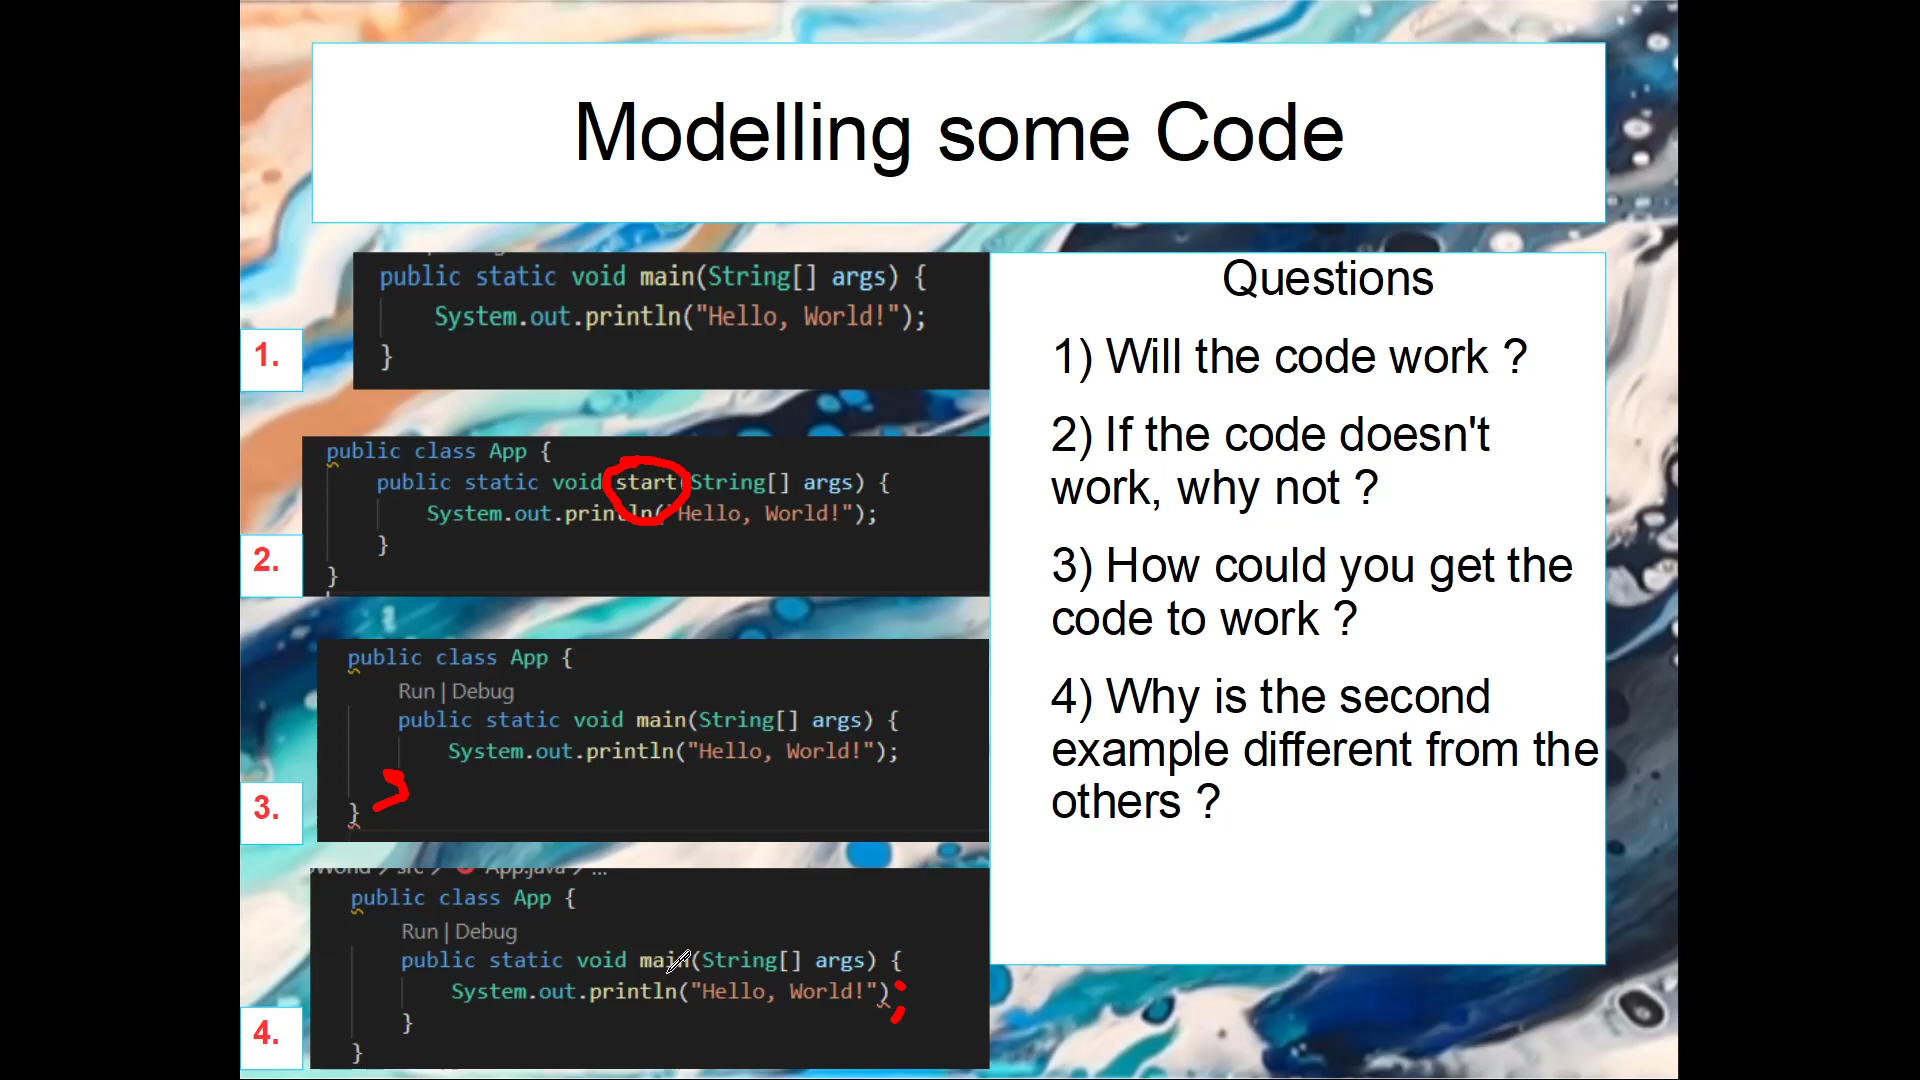 Modelling some Code
public static void main(String[] args) {
System.out.println("Hello, World!");
}
1.
public class App {
public static void start(String[] args) {
System.out.println("Hello, World!");
}
}
2.
public class App {
Run | Debug
public static void main(String[] args) {
System.out.println("Hello, World!");
}
3.
App.java
public class App {
Run | Debug
public static void main(String[] args) {
System.out.println("Hello, World!")
}
}
4.
Questions
1) Will the code work ?
2) If the code doesn't
work, why not ?
3) How could you get the
code to work ?
4) Why is the second
example different from the
others ?